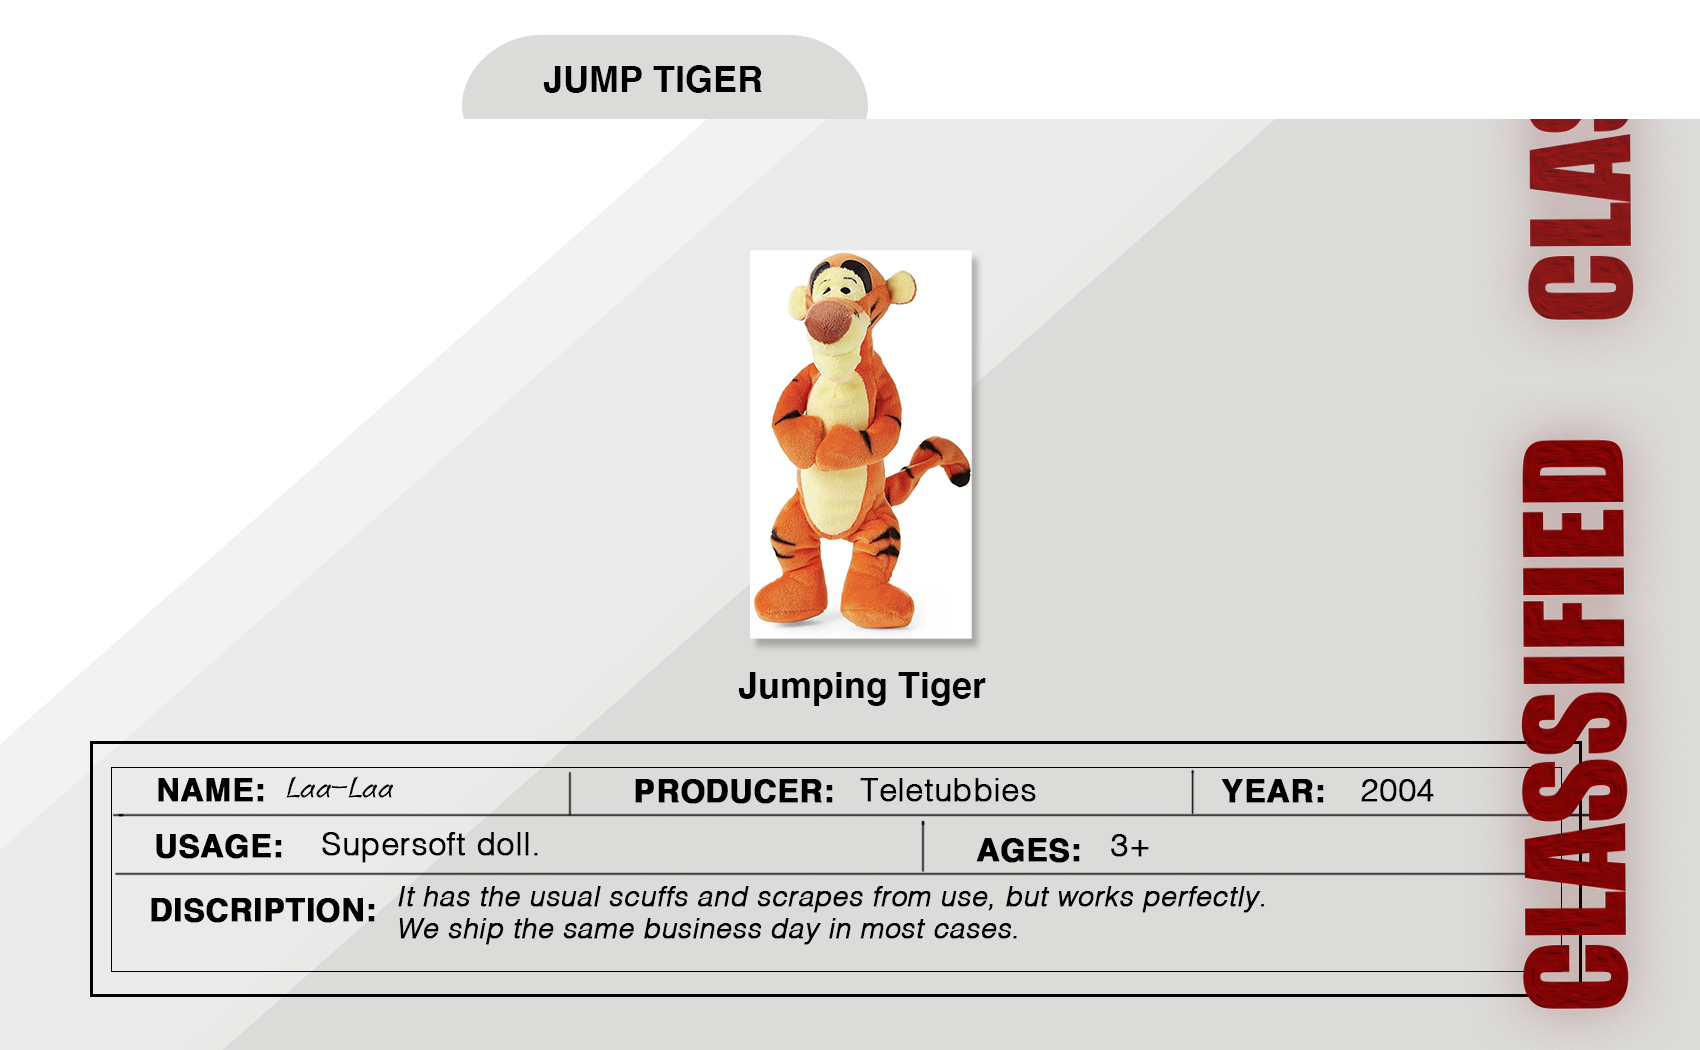 JUMP TIGER
Jumping Tiger
NAME: Laa-Laa PRODUCER: Teletubbies YEAR: 2004
USAGE: Supersoft doll. AGES: 3+
DISCRIPTION: It has the usual scuffs and scrapes from use, but works perfectly.
We ship the same business day in most cases.
CLASSIFIED
CLAS